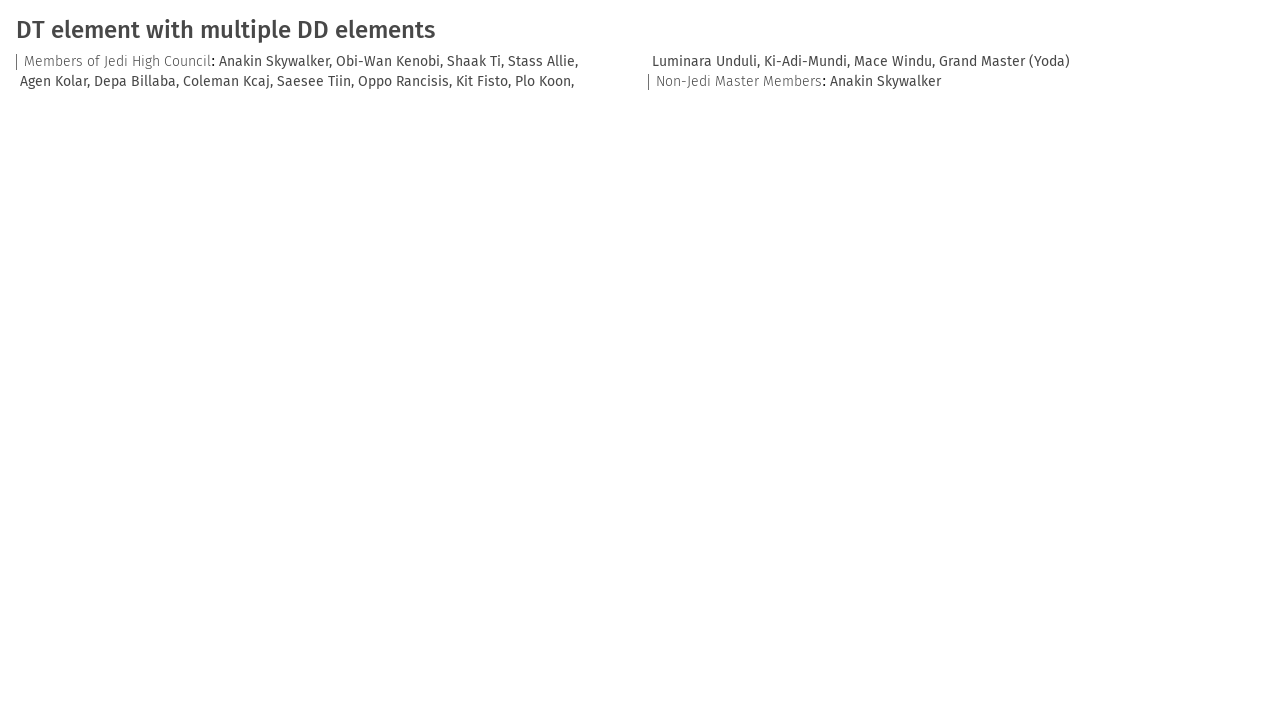 DT element with multiple DD elements
Members of Jedi High Council: Anakin Skywalker, Obi-Wan Kenobi, Shaak Ti, Stass Allie,
Agen Kolar, Depa Billaba, Coleman Kcaj, Saesee Tiin, Oppo Rancisis, Kit Fisto, Plo Koon,
Luminara Unduli, Ki-Adi-Mundi, Mace Windu, Grand Master (Yoda)
Non-Jedi Master Members: Anakin Skywalker